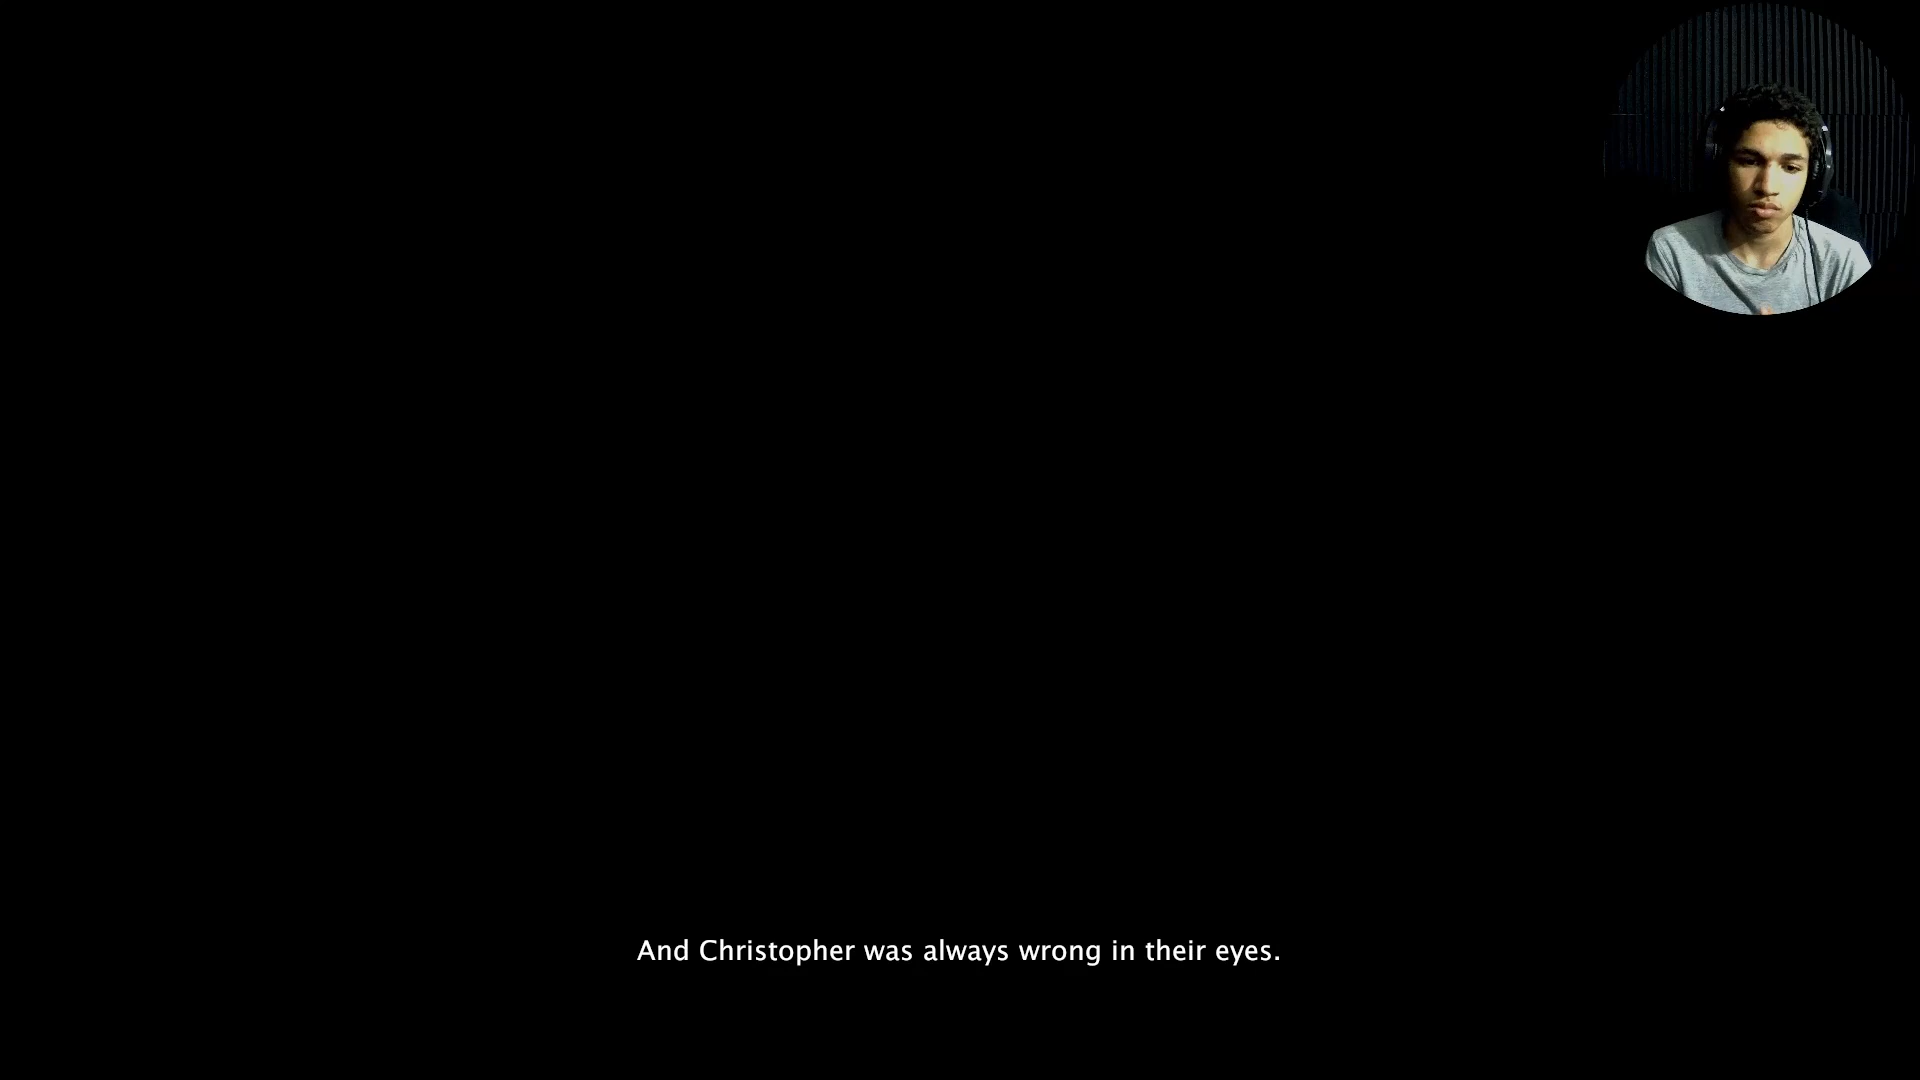 And Christopher was always wrong in their eyes.